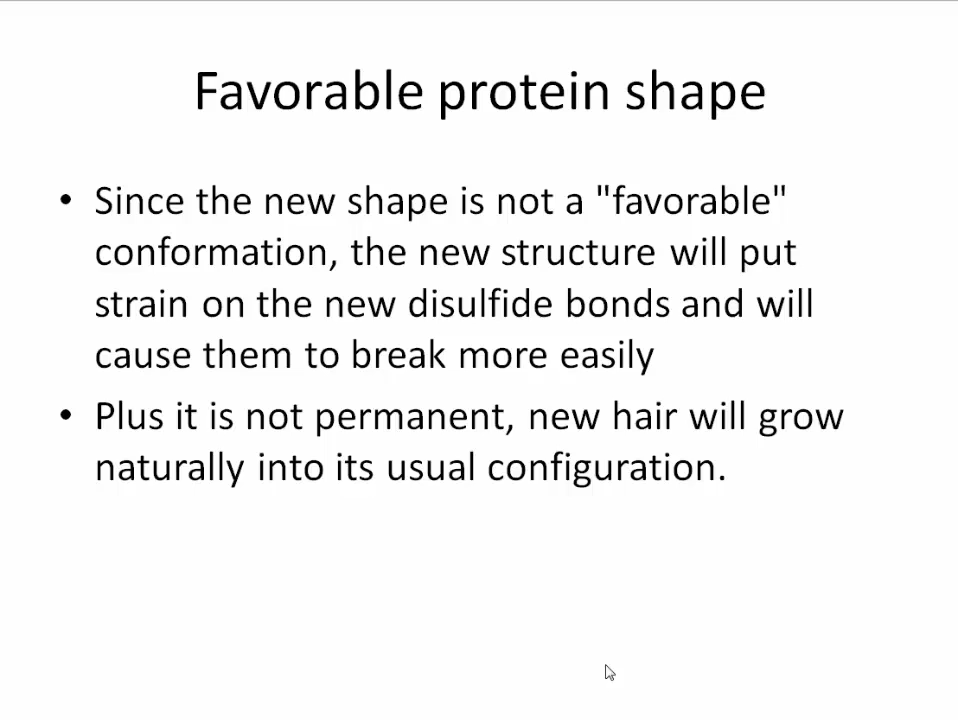 Favorable protein shape
• Since the new shape is not a "favorable"
conformation, the new structure will put
strain on the new disulfide bonds and will
cause them to break more easily
• Plus it is not permanent, new hair will grow
naturally into its usual configuration.